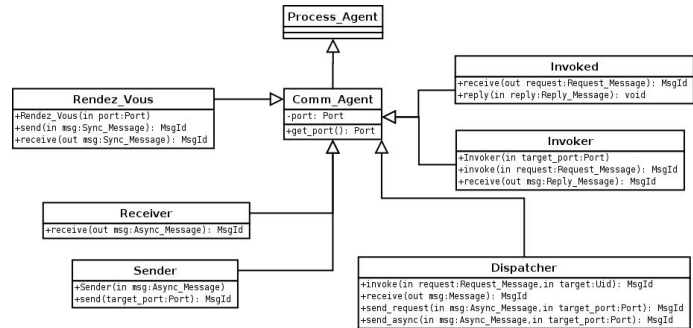 Process_Agent
Rendez_Vous
+Rendez_Vous(in port:Port)
+send(in msg:Sync_Message): MsgId
+receive(out msg:Sync_Message): MsgId
Comm_Agent
-port: Port
+get_port(): Port
Invoked
+receive(out request:Request_Message): MsgId
+reply(in reply:Reply_Message): void
Invoker
+Invoker(in target_port:Port)
+invoke(in request:Request_Message): MsgId
+receive(out msg:Reply_Message): MsgId
Receiver
+receive(out msg:Async_Message): MsgId
Sender
+Sender(in msg:Async_Message)
+send(target_port:Port): MsgId
Dispatcher
+invoke(in request:Request_Message,in target:Uid): MsgId
+receive(out msg:Message): MsgId
+send_request(in msg:Async_Message,in target_port:Port): MsgId
+send_async(in msg:Async_Message,in target_port:Port): MsgId